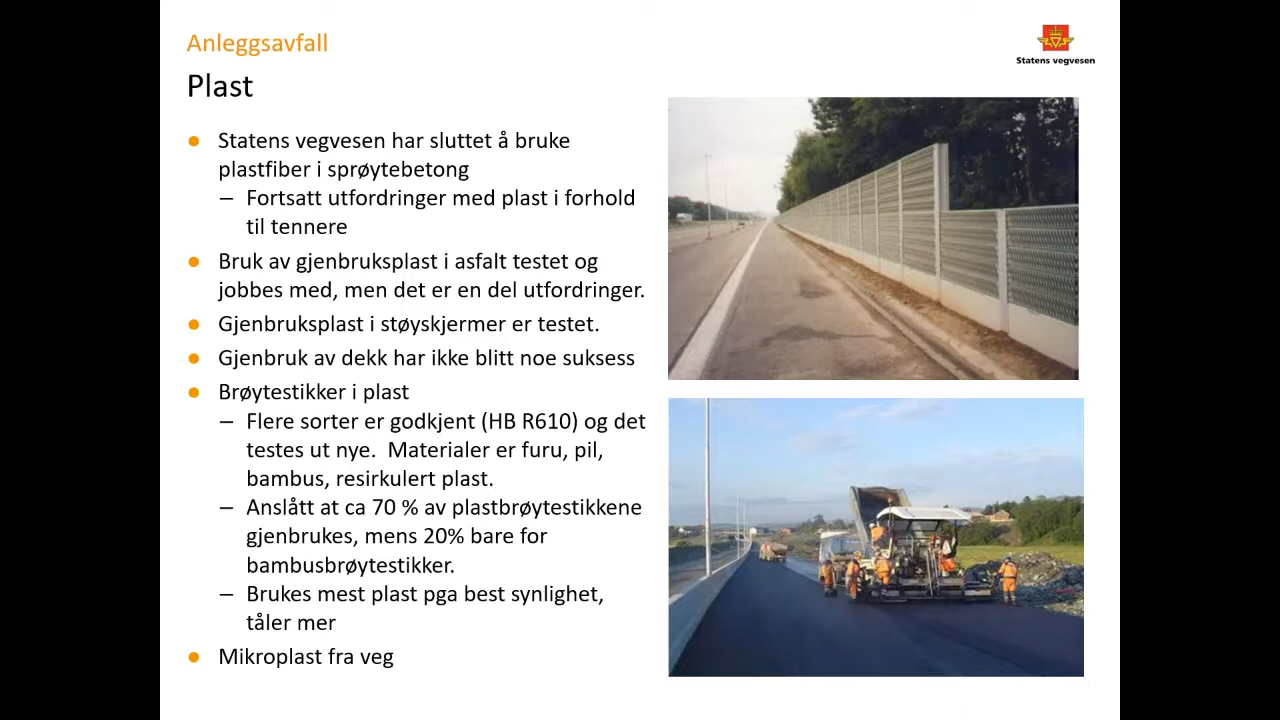 Anleggsavfall
Statens vegvesen
Plast
● Statens vegvesen har sluttet å bruke
plastfiber i sprøytebetong
– Fortsatt utfordringer med plast i forhold
til tennere
● Bruk av gjenbruksplast i asfalt testet og
jobbes med, men det er en del utfordringer.
● Gjenbruksplast i støyskjermer er testet.
● Gjenbruk av dekk har ikke blitt noe suksess
● Brøytestikker i plast
– Flere sorter er godkjent (HB R610) og det
testes ut nye.  Materialer er furu, pil,
bambus, resirkulert plast.
– Anslått at ca 70 % av plastbrøytestikkene
gjenbrukes, mens 20% bare for
bambusbrøytestikker.
– Brukes mest plast pga best synlighet,
tåler mer
● Mikroplast fra veg